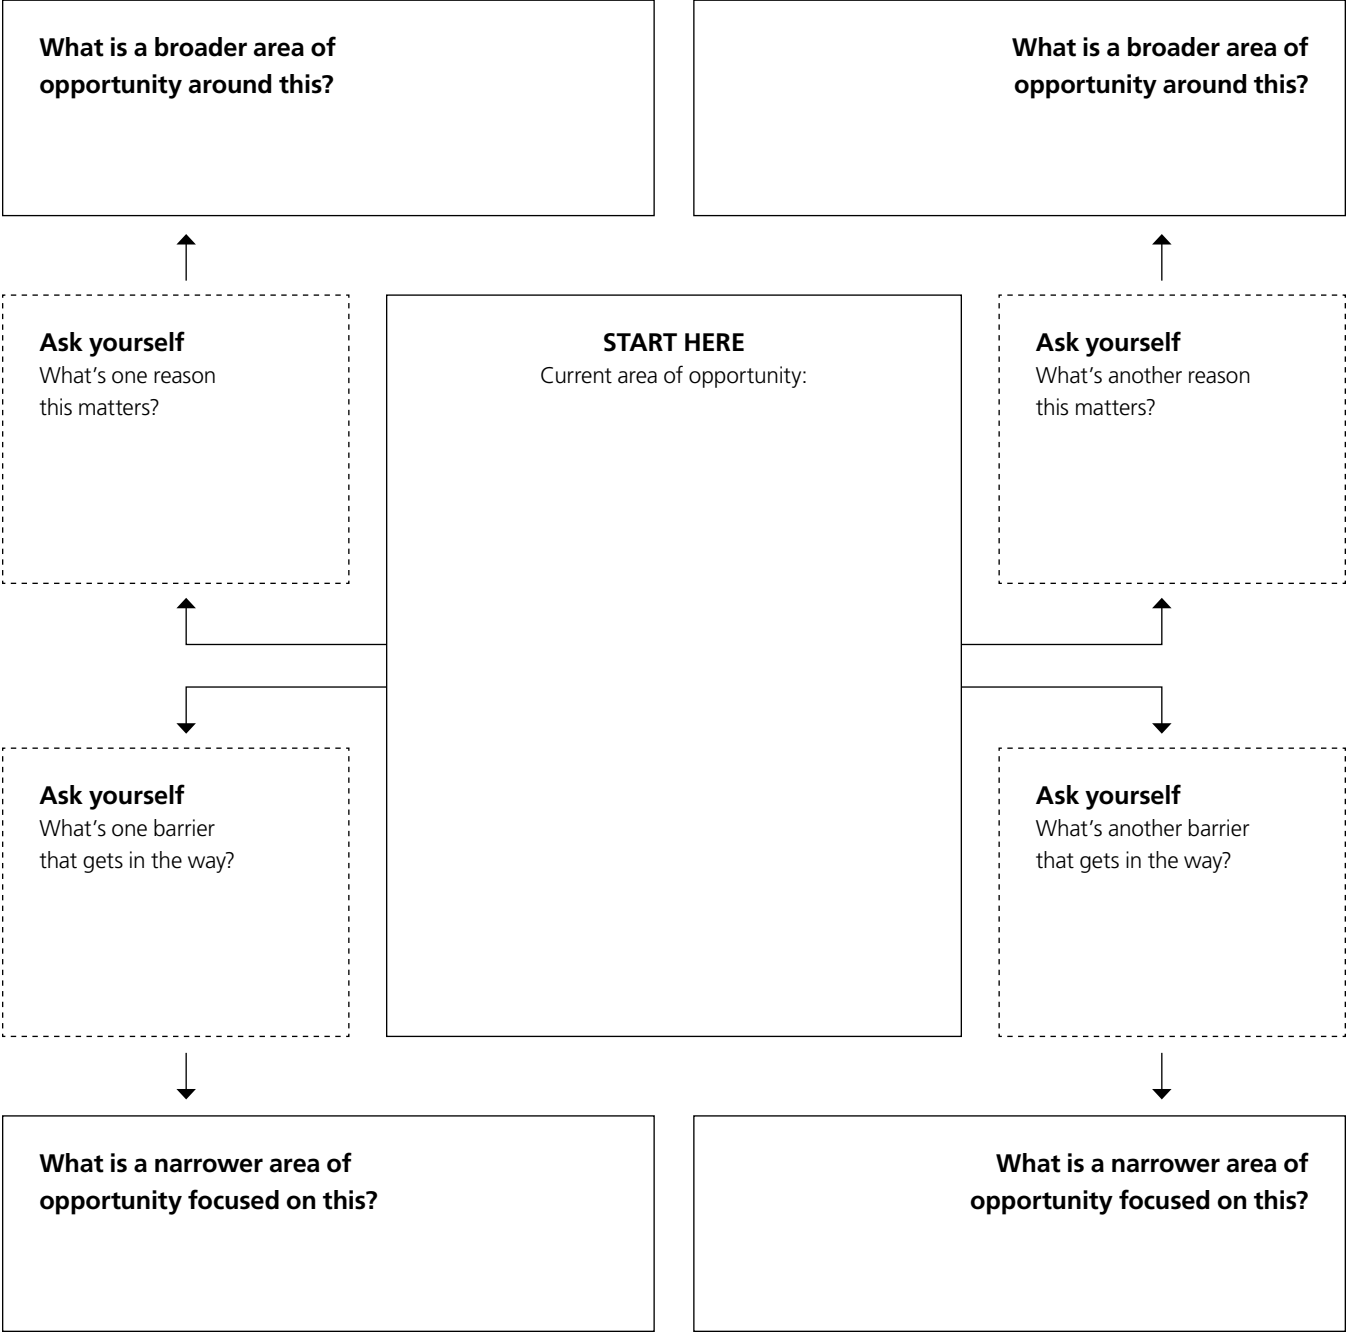 What is a broader area of
opportunity around this?
What is a broader area of
opportunity around this?
Ask yourself
What's one reason
this matters?
START HERE
Current area of opportunity:
Ask yourself
What's another reason
this matters?
Ask yourself
What's one barrier
that gets in the way?
Ask yourself
What's another barrier
that gets in the way?
What is a narrower area of
opportunity focused on this?
What is a narrower area of
opportunity focused on this?